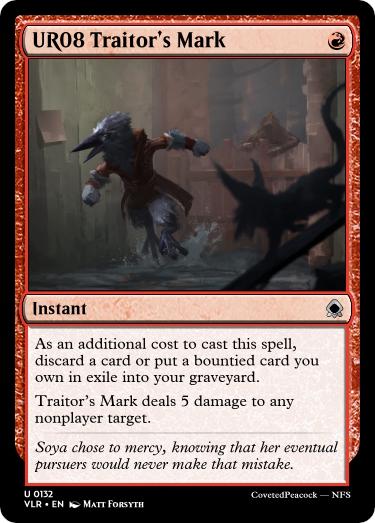 UR08 Traitor's Mark
Instant
As an additional cost to cast this spell,
discard a card or put a bountied card you
own in exile into your graveyard.
Traitor's Mark deals 5 damage to any
nonplayer target.
Soya chose to mercy, knowing that her eventual
pursuers would never make that mistake.
U 0132
VLR • EN Matt Forsyth
CovetedPeacock — NFS